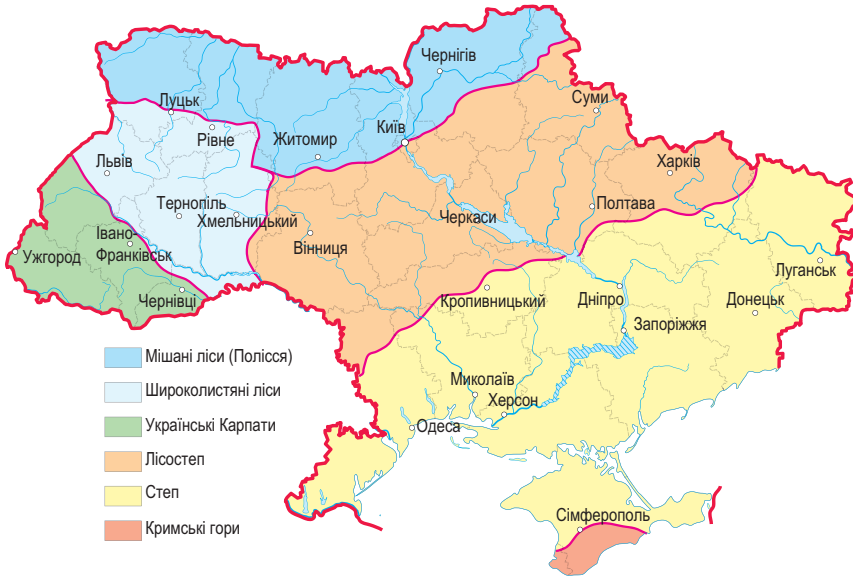 Чернігів
Луцьк
Суми
Рівне
Житомир
Київ
Львів
Харків
Тернопіль
Хмельницький
Черкаси
Полтава
Івано-
Франківськ
Вінниця
Ужгород
Луганськ
Чернівці
Кропивницький
Дніпро
Донецьк
Запоріжжя
Миколаїв
Херсон
Одеса
Сімферополь
Мішані ліси (Полісся)
Широколистяні ліси
Українські Карпати
Лісостеп
Степ
Кримські гори